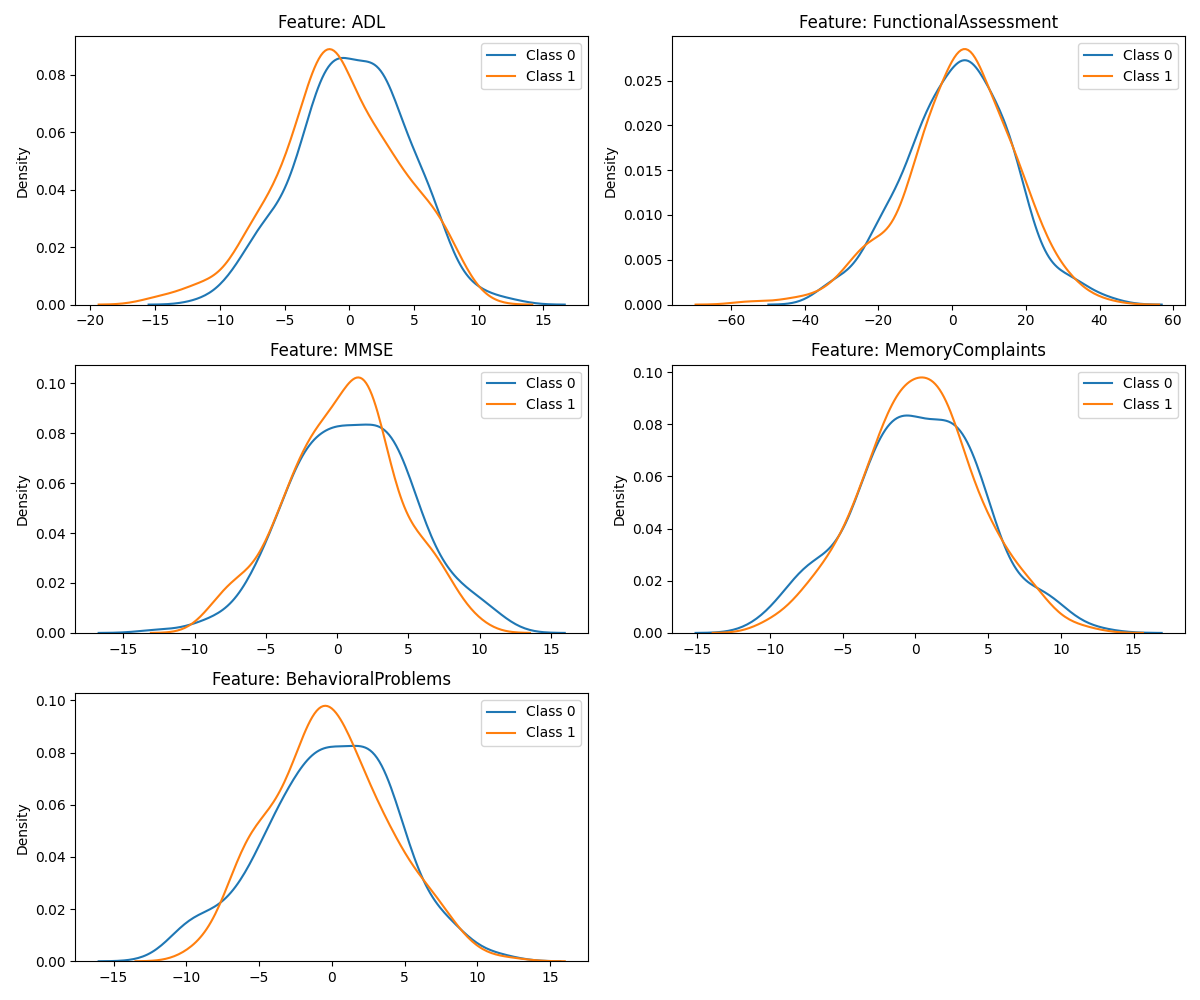 Feature: ADL
Density
0.08
0.06
0.04
0.02
0.00
−20 −15 −10 −5 0 5 10 15
Class 0
Class 1
Feature: FunctionalAssessment
Density
0.025
0.020
0.015
0.010
0.005
0.000
−60 −40 −20 0 20 40 60
Class 0
Class 1
Feature: MMSE
Density
0.10
0.08
0.06
0.04
0.02
0.00
−15 −10 −5 0 5 10 15
Class 0
Class 1
Feature: MemoryComplaints
Density
0.10
0.08
0.06
0.04
0.02
0.00
−15 −10 −5 0 5 10 15
Class 0
Class 1
Feature: BehavioralProblems
Density
0.10
0.08
0.06
0.04
0.02
0.00
−15 −10 −5 0 5 10 15
Class 0
Class 1